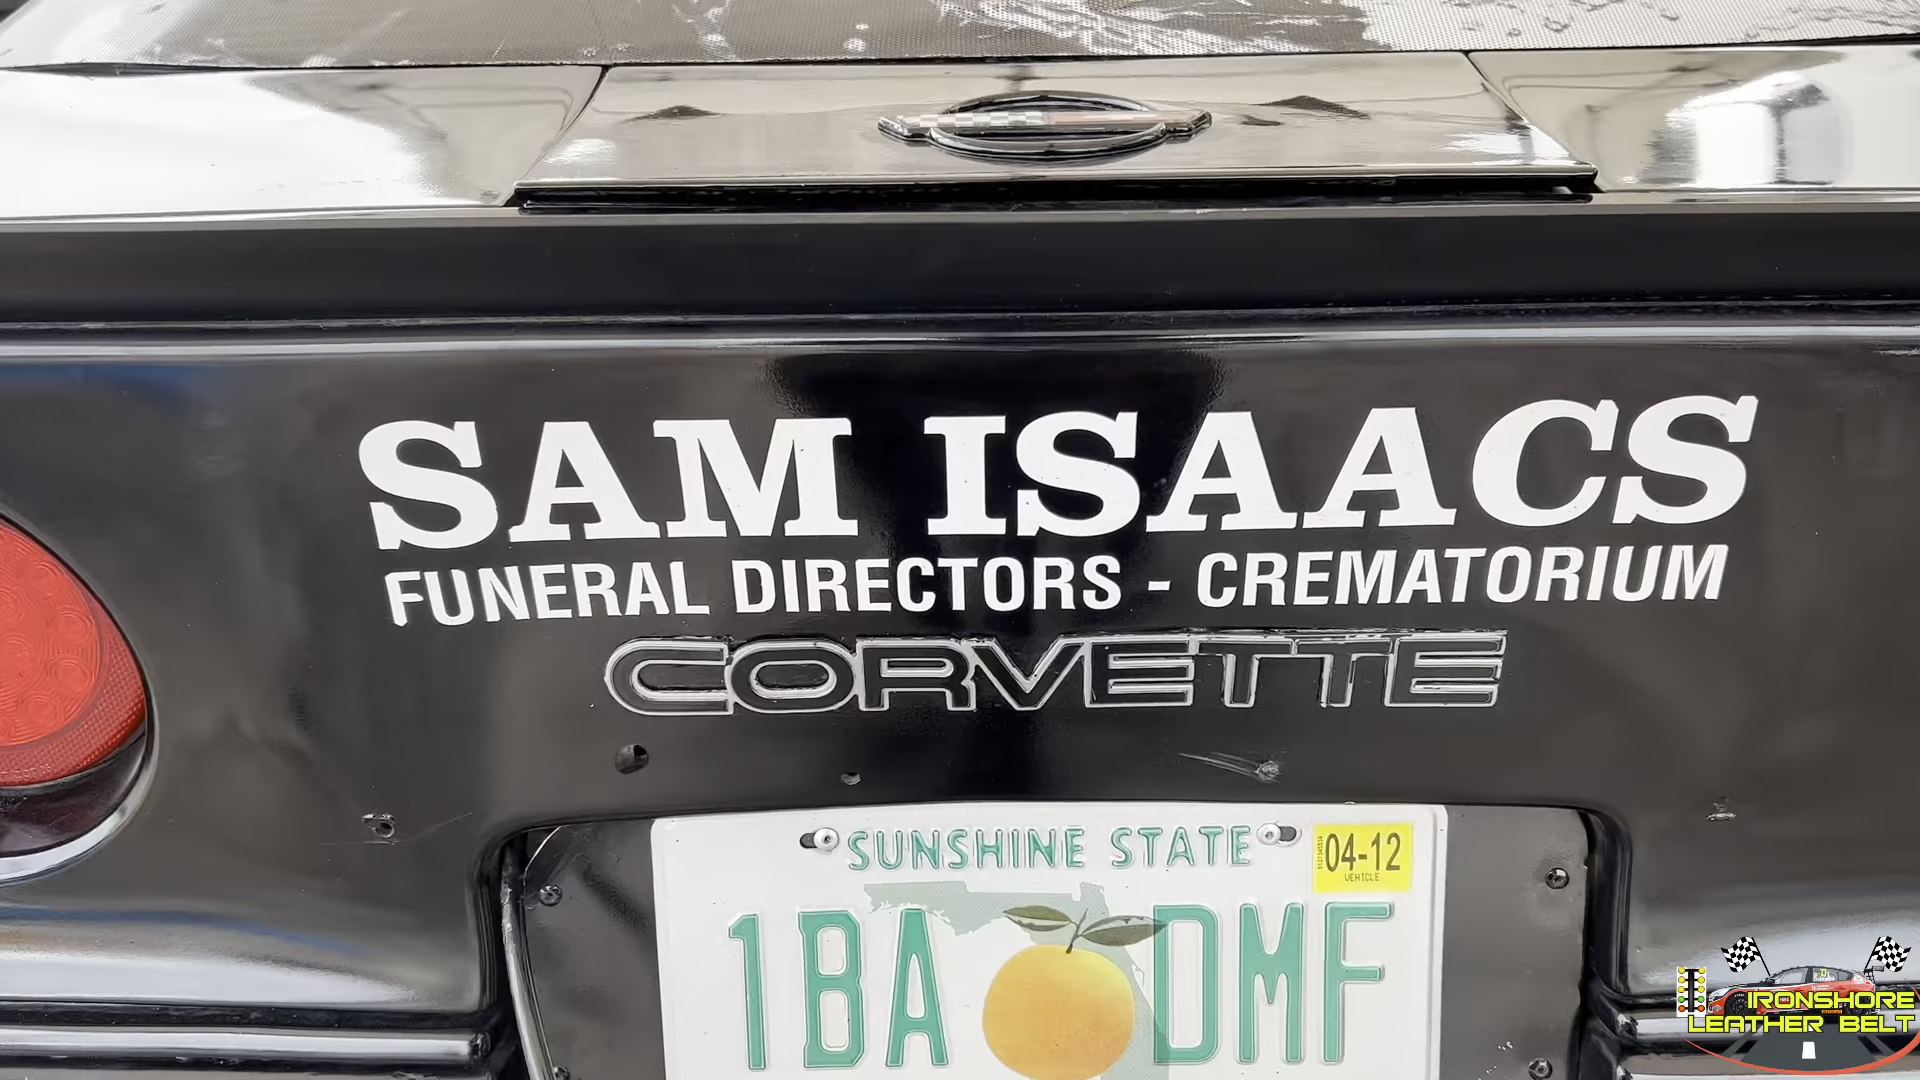 SAM ISAACS
FUNERAL DIRECTORS - CREMATORIUM
CORVETTE
SUNSHINE STATE
04-12
VEHICLE
1BA DMF
IRONSHORE
LEATHER BELT